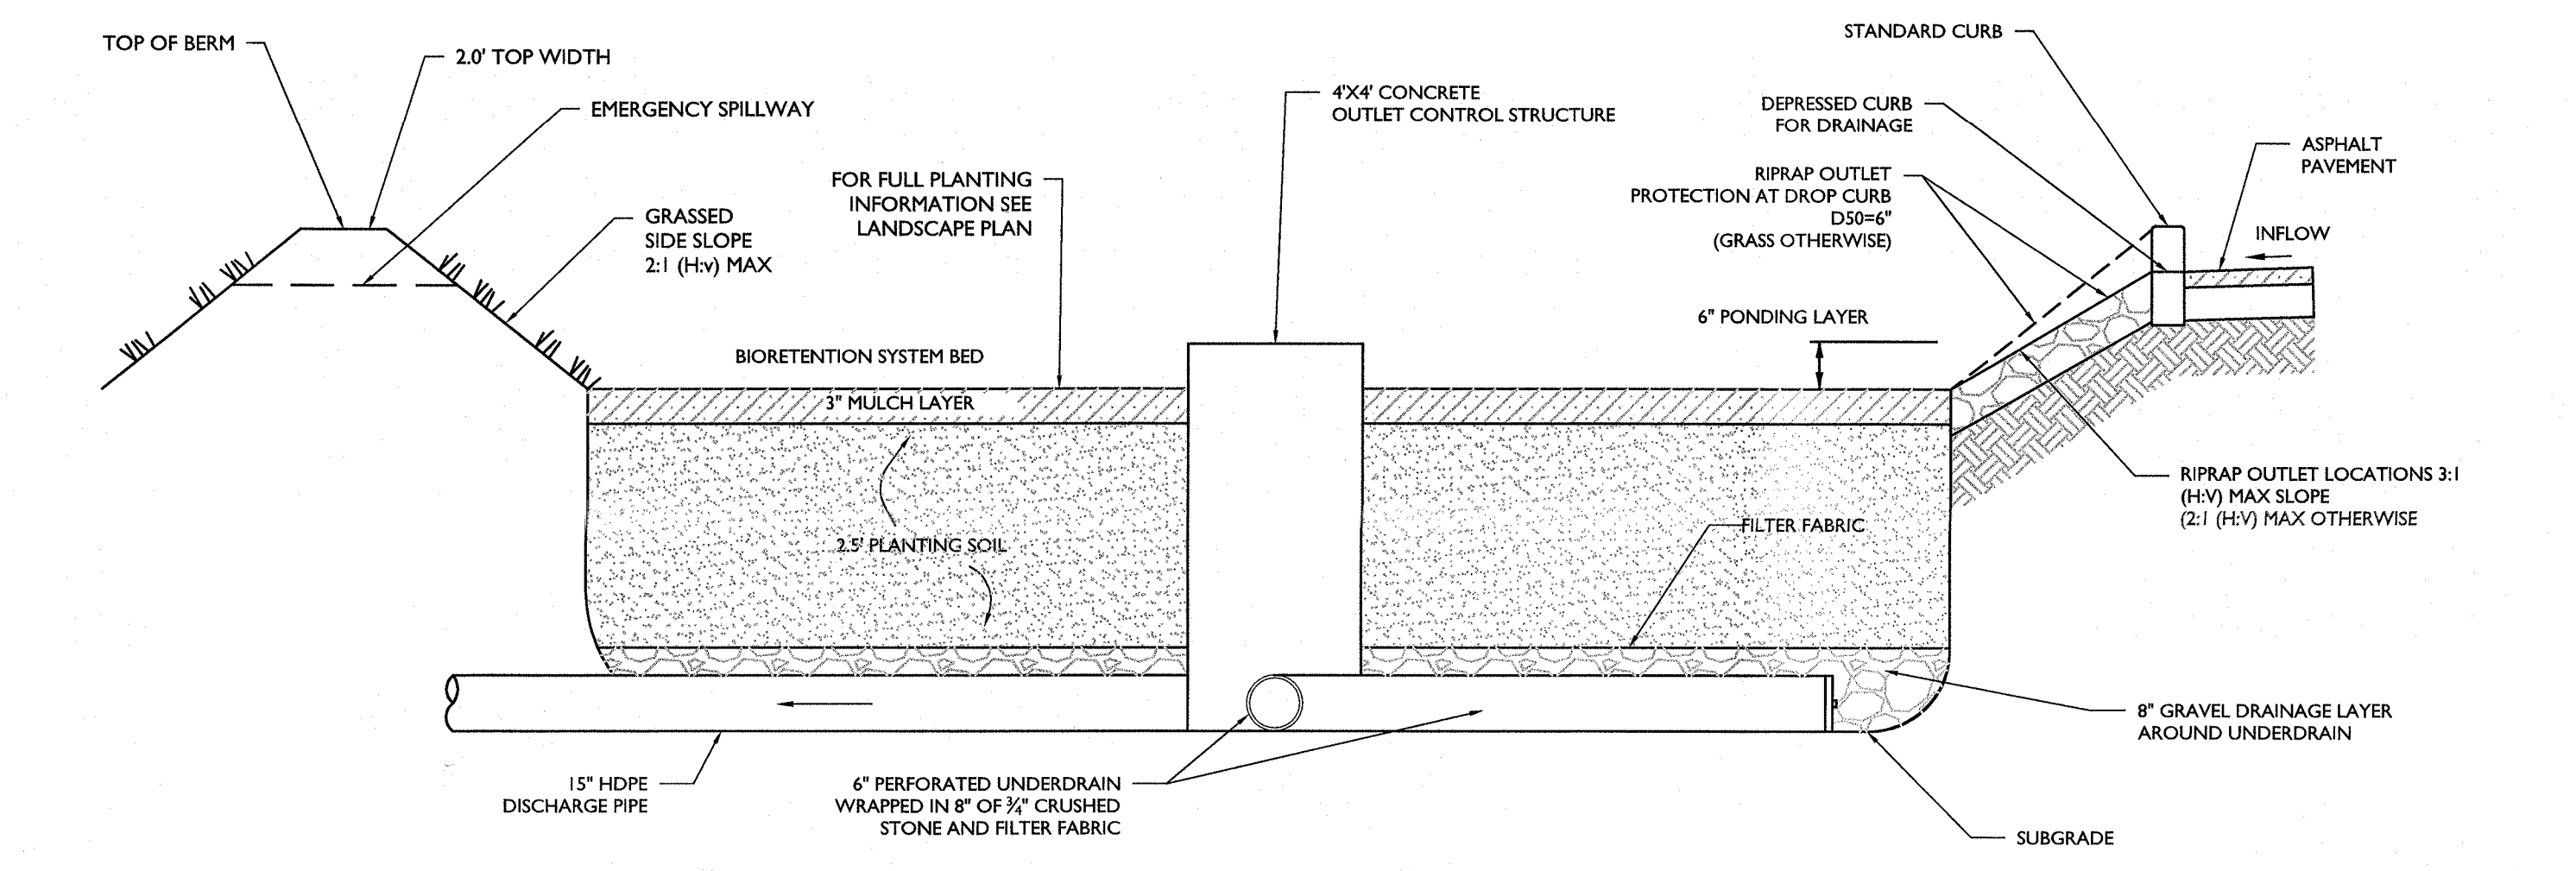 TOP OF BERM
2.0' TOP WIDTH
EMERGENCY SPILLWAY
GRASSED
SIDE SLOPE
2:1 (H:v) MAX
FOR FULL PLANTING
INFORMATION SEE
LANDSCAPE PLAN
4'X4' CONCRETE
OUTLET CONTROL STRUCTURE
STANDARD CURB
DEPRESSED CURB
FOR DRAINAGE
ASPHALT
PAVEMENT
RIPRAP OUTLET
PROTECTION AT DROP CURB
D50=6"
(GRASS OTHERWISE)
INFLOW
6" PONDING LAYER
BIORETENTION SYSTEM BED
3" MULCH LAYER
2.5' PLANTING SOIL
FILTER FABRIC
RIPRAP OUTLET LOCATIONS 3:1
(H:V) MAX SLOPE
(2:1 (H:V) MAX OTHERWISE
8" GRAVEL DRAINAGE LAYER
AROUND UNDERDRAIN
15" HDPE
DISCHARGE PIPE
6" PERFORATED UNDERDRAIN
WRAPPED IN 8" OF ¾" CRUSHED
STONE AND FILTER FABRIC
SUBGRADE